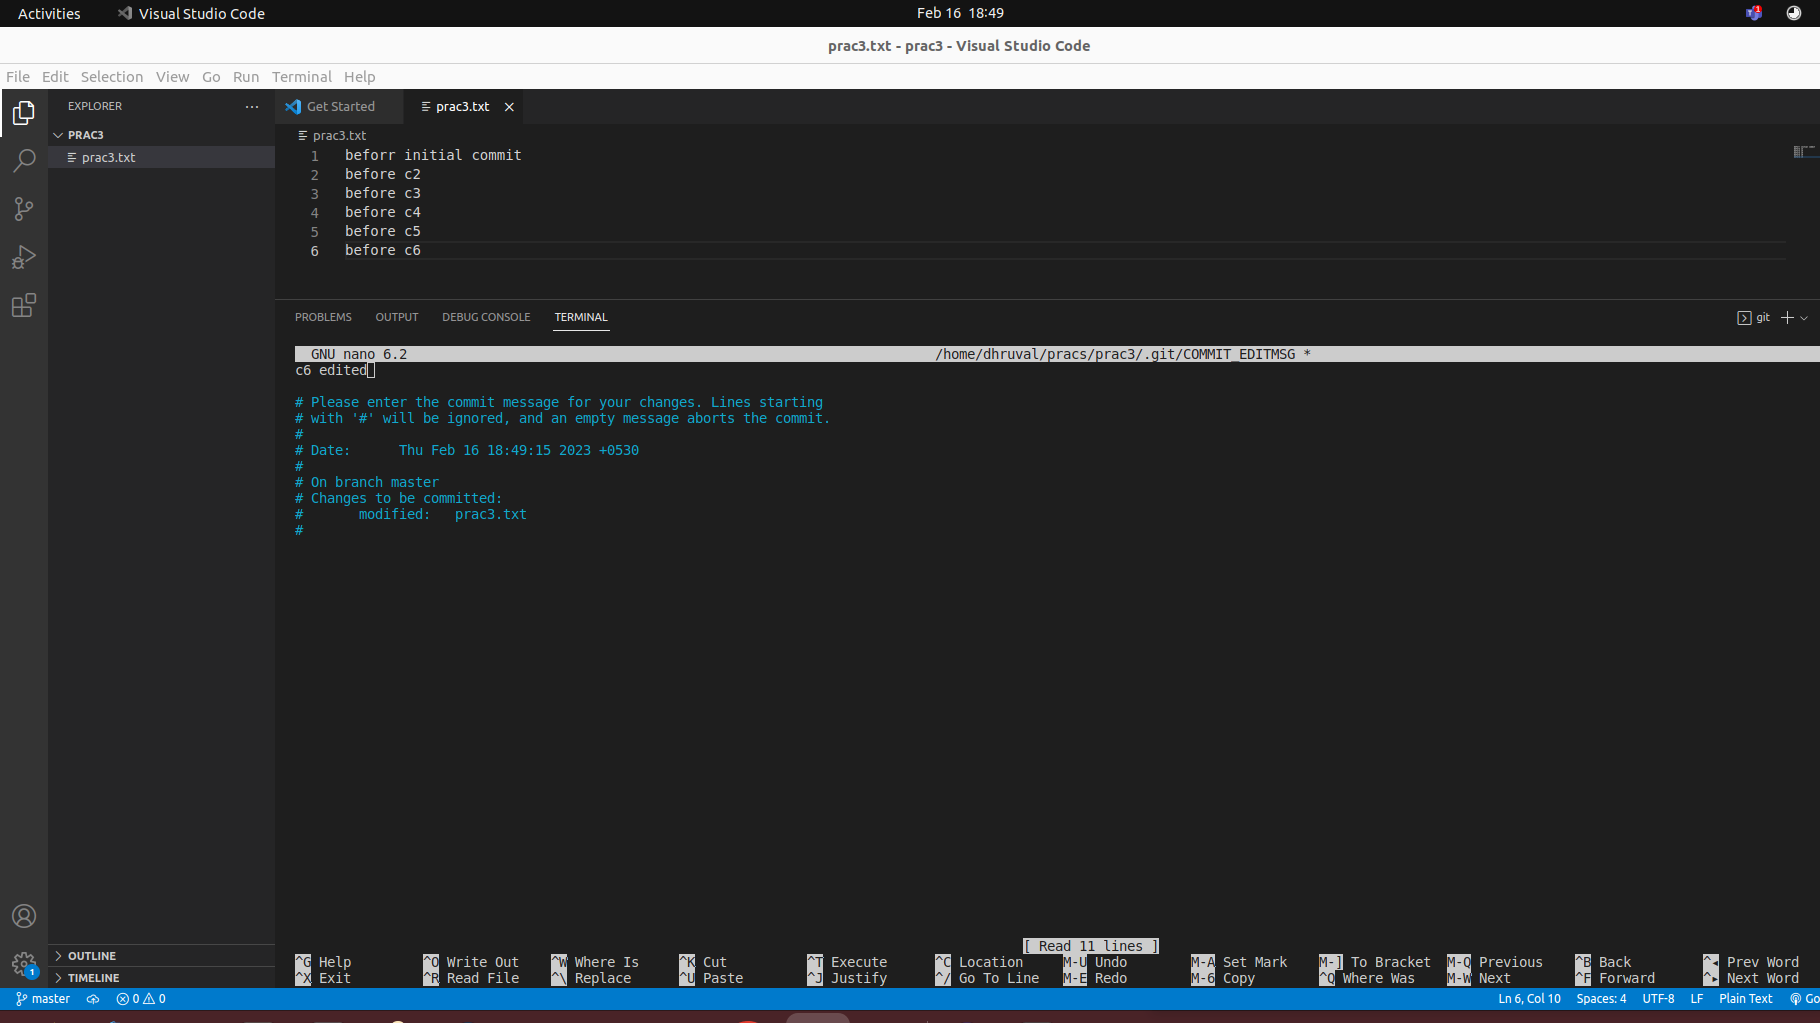 Activities Visual Studio Code Feb 16 18:49 1
prac3.txt - prac3 - Visual Studio Code
File Edit Selection View Go Run Terminal Help
EXPLORER ...
PRAC3
prac3.txt
Get Started prac3.txt
prac3.txt
1 beforr initial commit
2 before c2
3 before c3
4 before c4
5 before c5
6 before c6
PROBLEMS OUTPUT DEBUG CONSOLE TERMINAL git
GNU nano 6.2 /home/dhruval/pracs/prac3/.git/COMMIT_EDITMSG *
c6 edited
# Please enter the commit message for your changes. Lines starting
# with '#' will be ignored, and an empty message aborts the commit.
#
# Date: Thu Feb 16 18:49:15 2023 +0530
#
# On branch master
# Changes to be committed:
# modified: prac3.txt
#
[ Read 11 lines ]
^G Help ^O Write Out ^W Where Is ^K Cut ^T Execute ^C Location M-U Undo M-A Set Mark M-] To Bracket M-Q Previous ^B Back ^◂ Prev Word
^X Exit ^R Read File ^\ Replace ^U Paste ^J Justify ^/ Go To Line M-E Redo M-6 Copy ^Q Where Was M-W Next ^F Forward ^▸ Next Word
OUTLINE
TIMELINE
1
master 0 0 Ln 6, Col 10 Spaces: 4 UTF-8 LF Plain Text Go